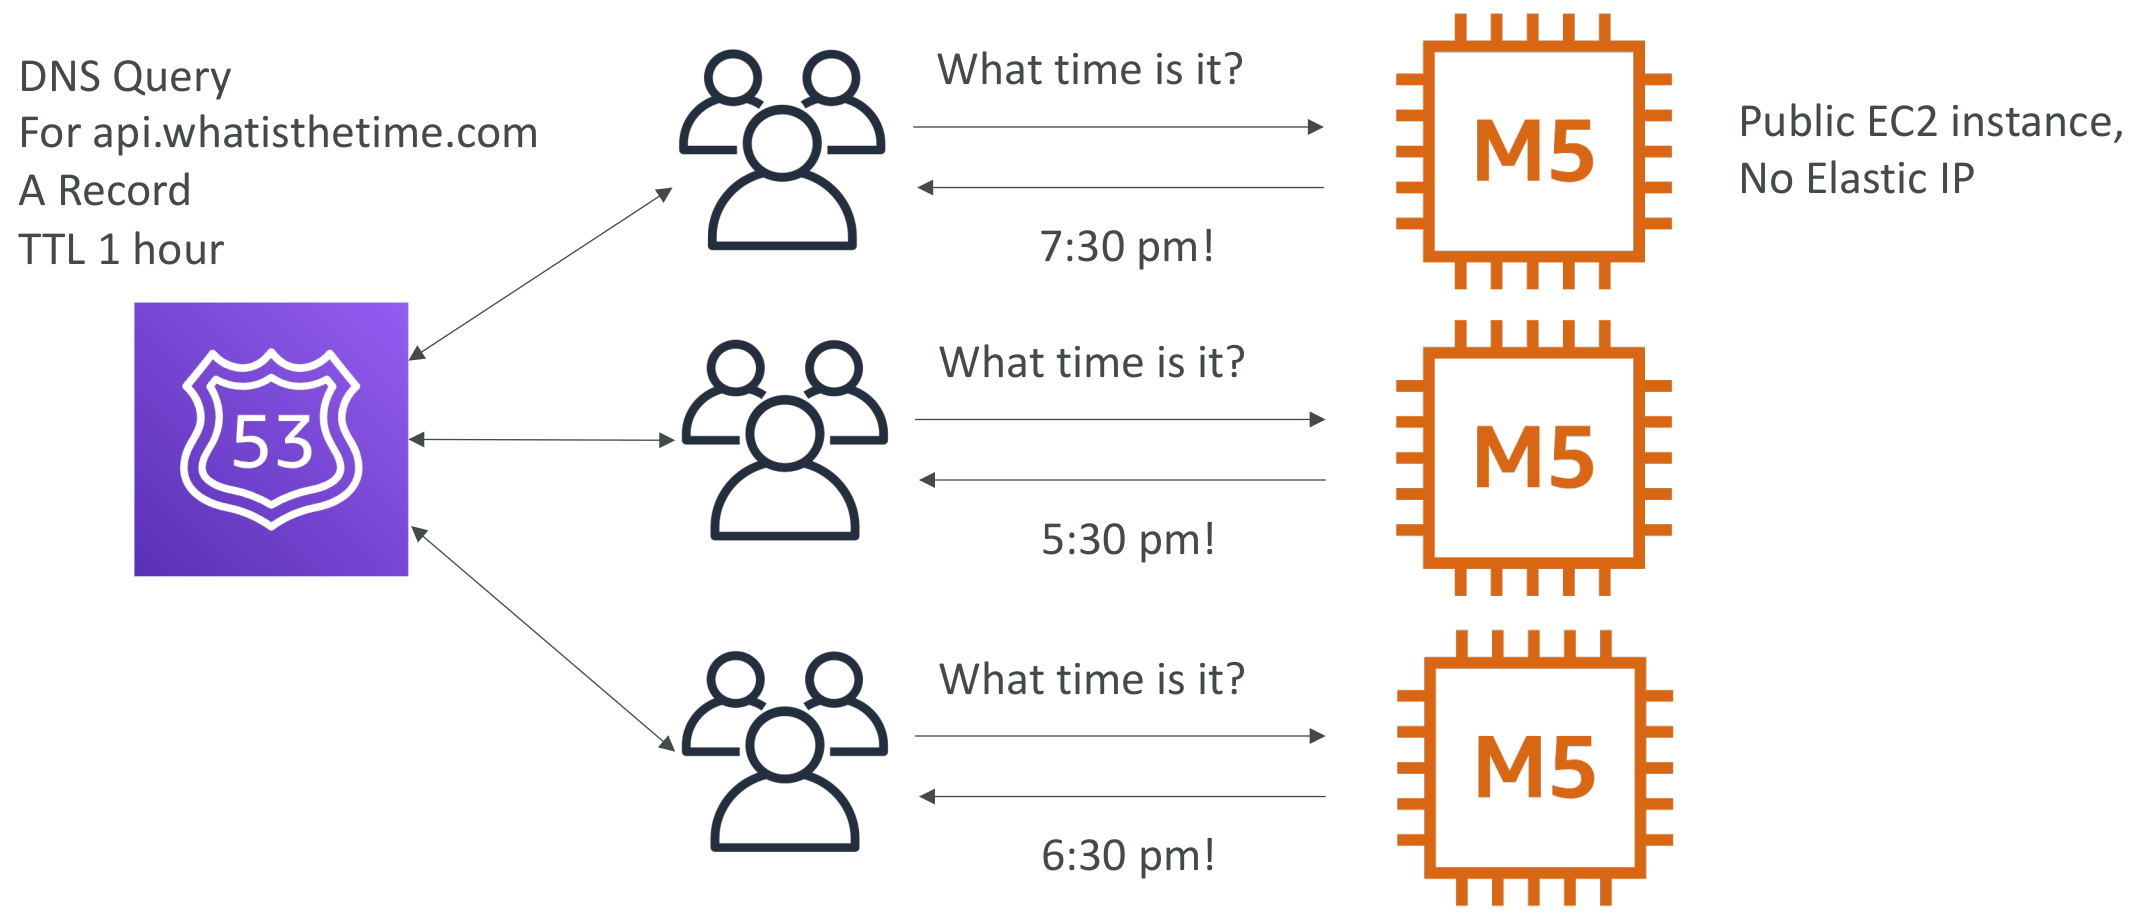 DNS Query
For api.whatisthetime.com
A Record
TTL 1 hour
53
What time is it?
7:30 pm!
M5
Public EC2 instance,
No Elastic IP
What time is it?
5:30 pm!
M5
What time is it?
6:30 pm!
M5